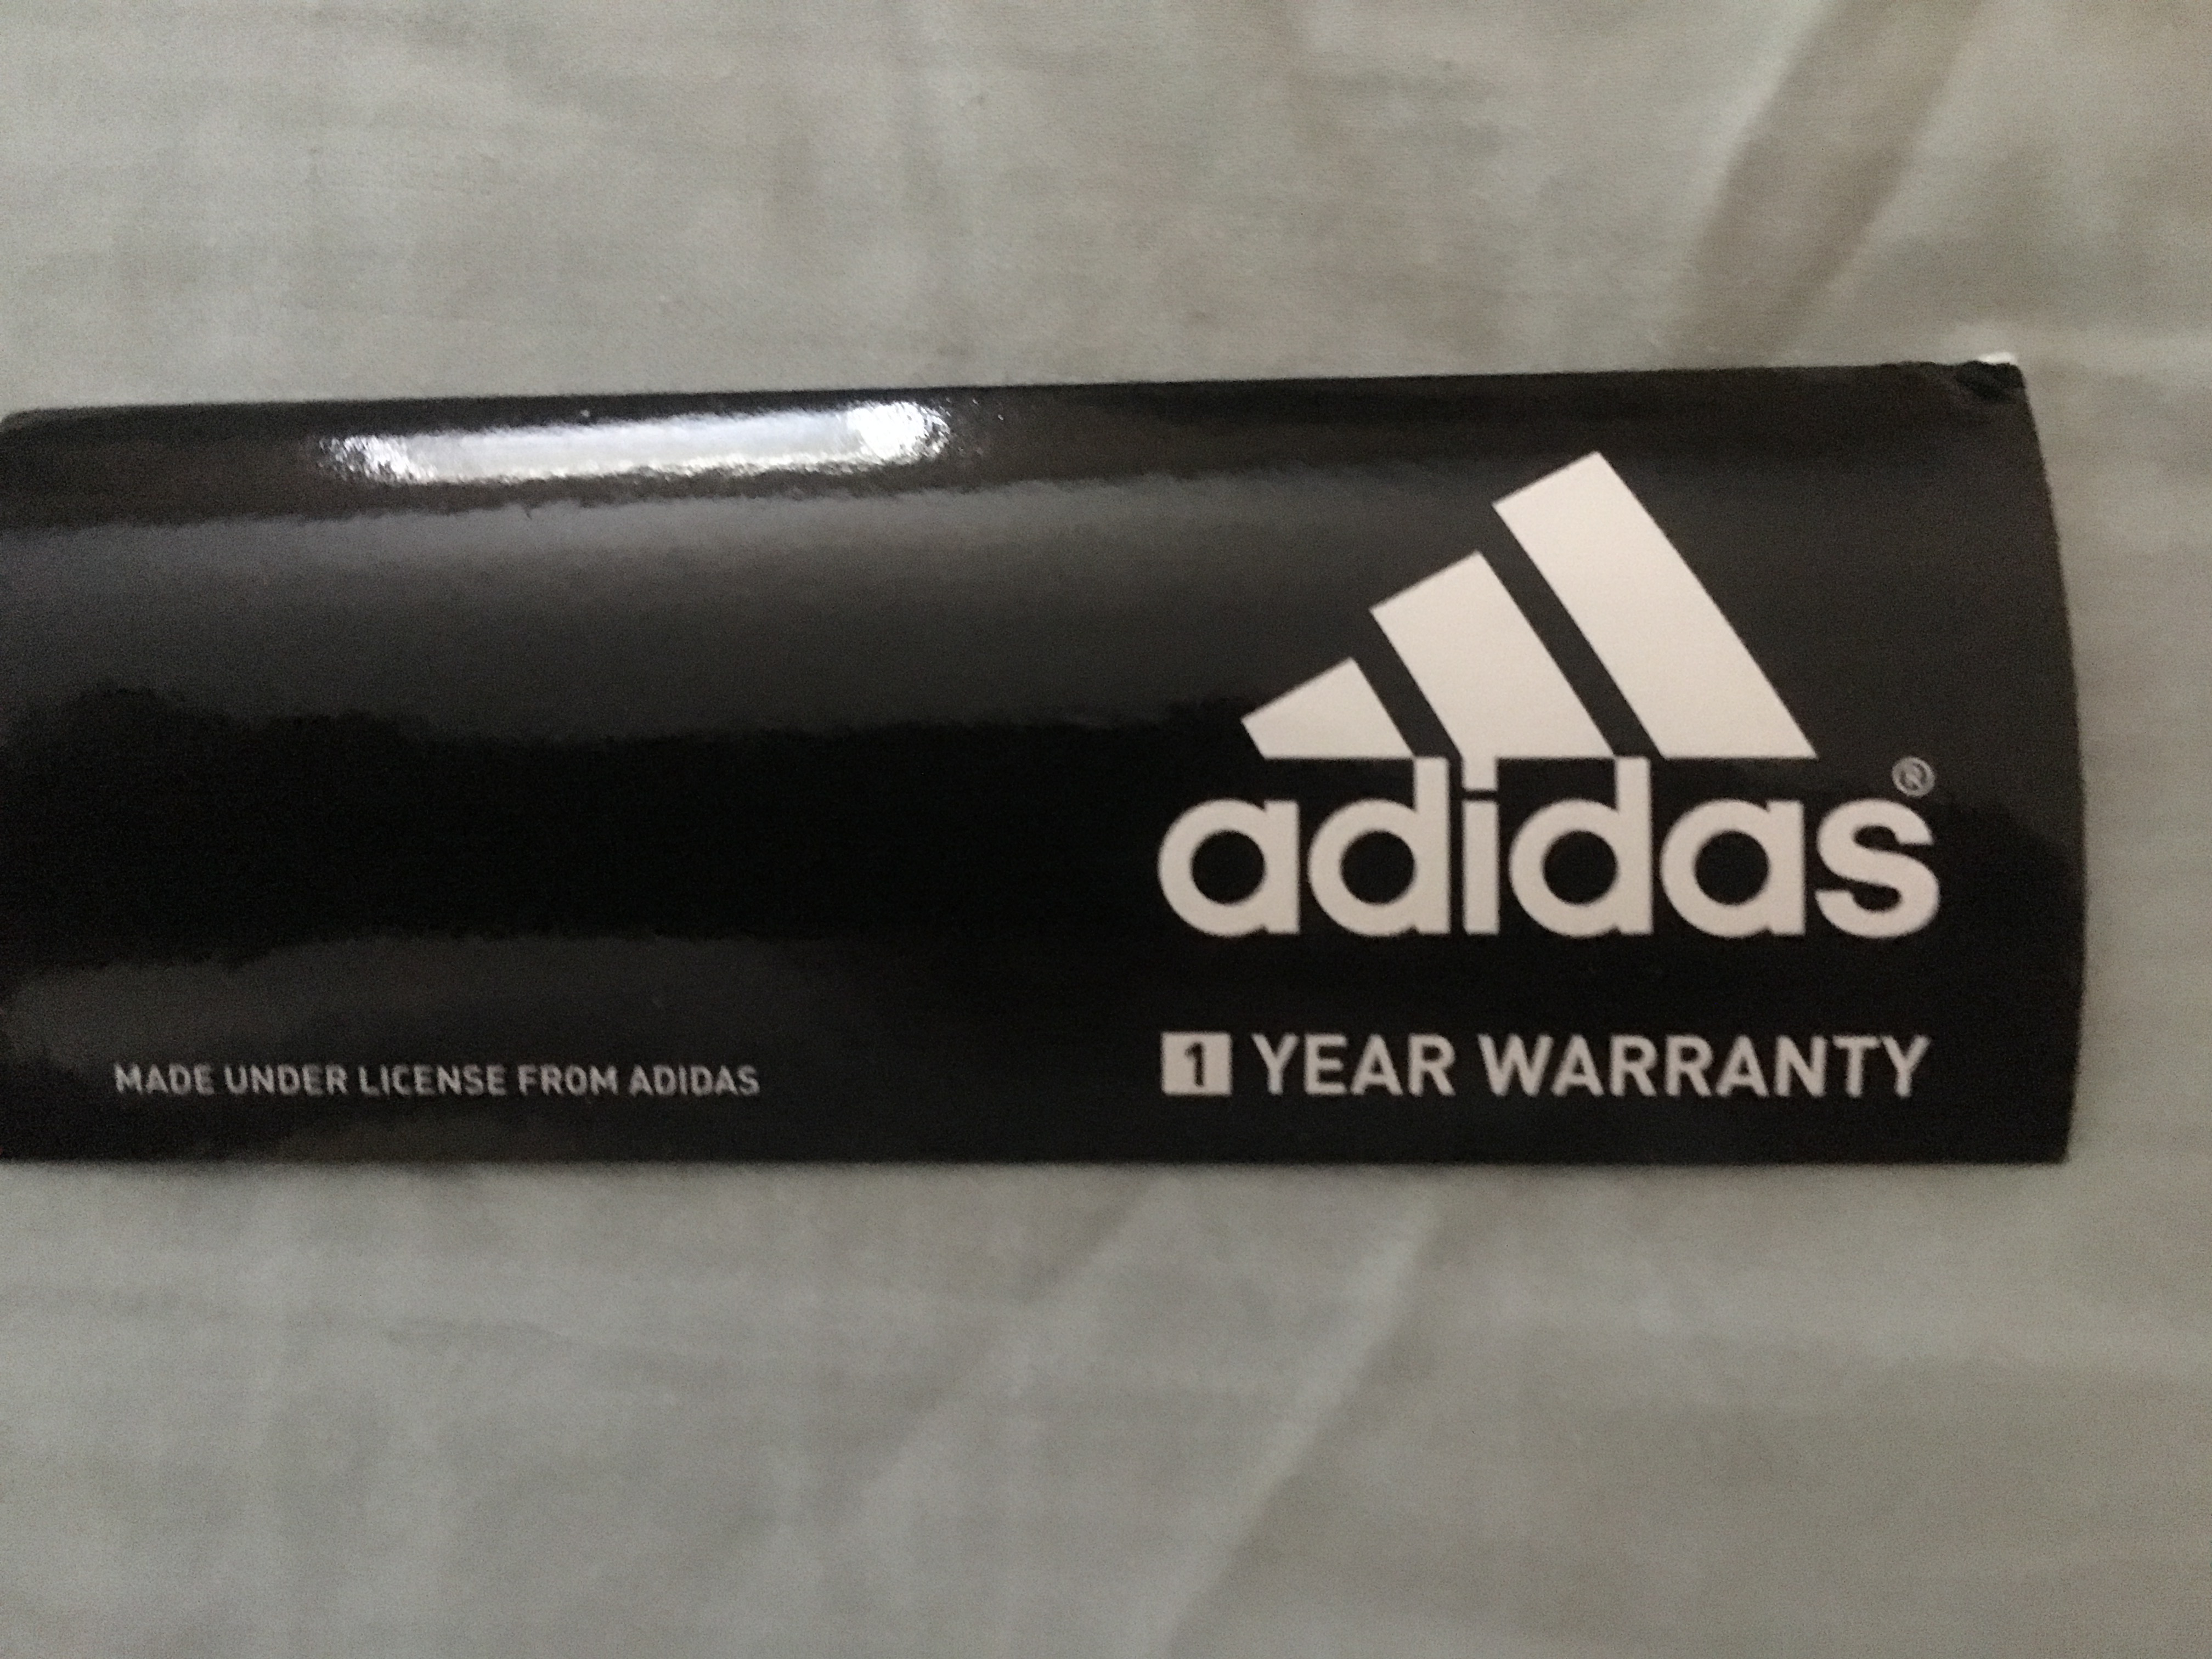 adidas®
1 YEAR WARRANTY
MADE UNDER LICENSE FROM ADIDAS